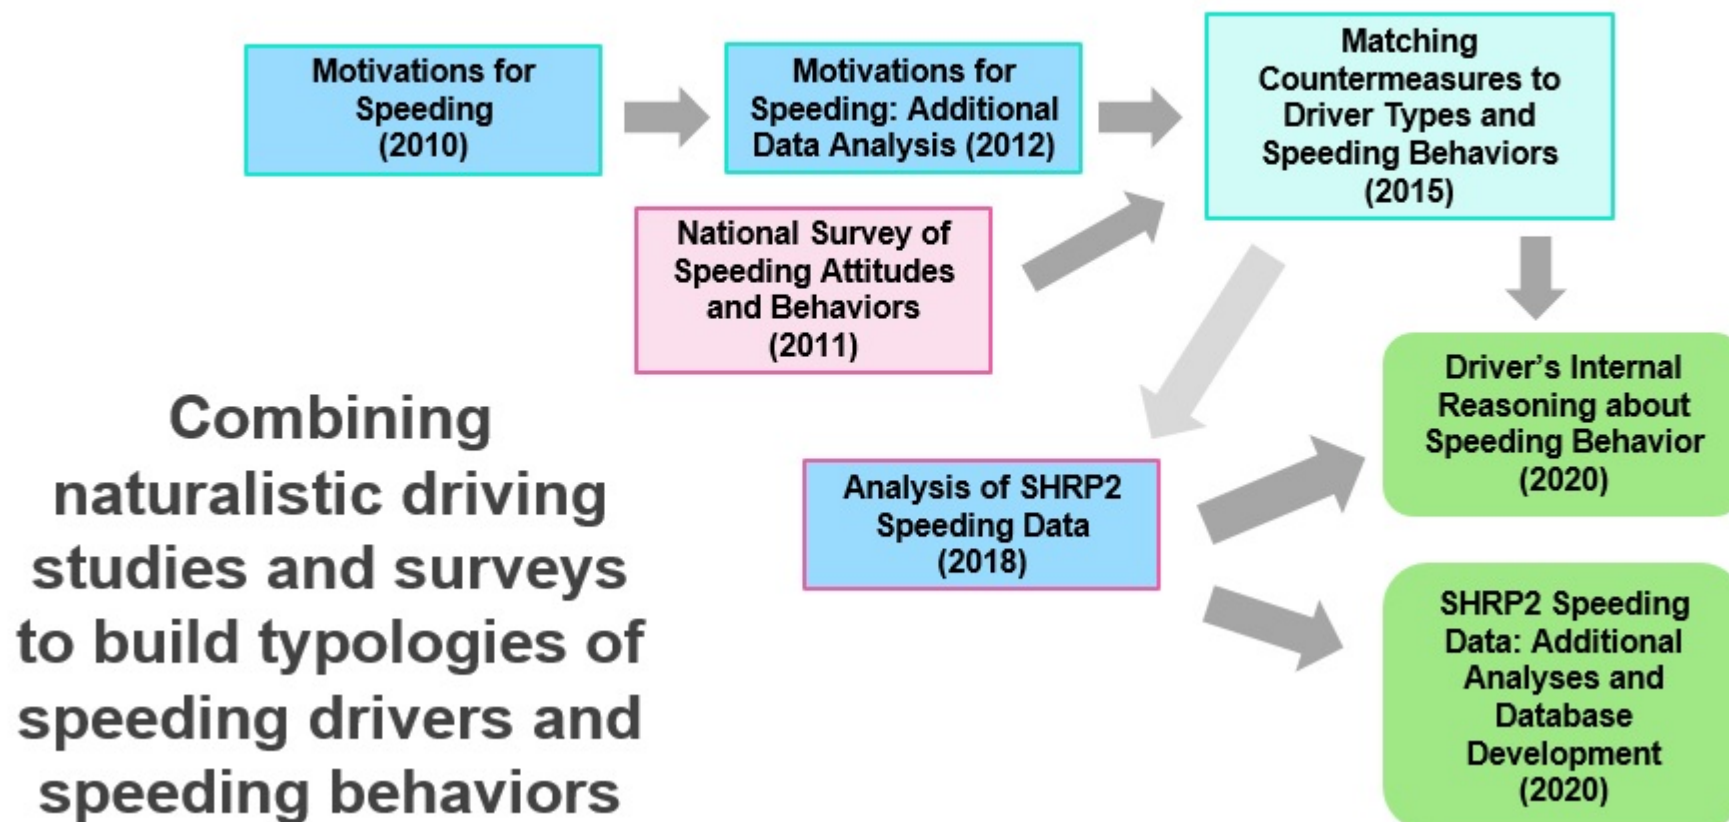 Motivations for
Speeding
(2010)
Motivations for
Speeding: Additional
Data Analysis (2012)
Matching
Countermeasures to
Driver Types and
Speeding Behaviors
(2015)
National Survey of
Speeding Attitudes
and Behaviors
(2011)
Driver’s Internal
Reasoning about
Speeding Behavior
(2020)
Combining
naturalistic driving
studies and surveys
to build typologies of
speeding drivers and
speeding behaviors
Analysis of SHRP2
Speeding Data
(2018)
SHRP2 Speeding
Data: Additional
Analyses and
Database
Development
(2020)